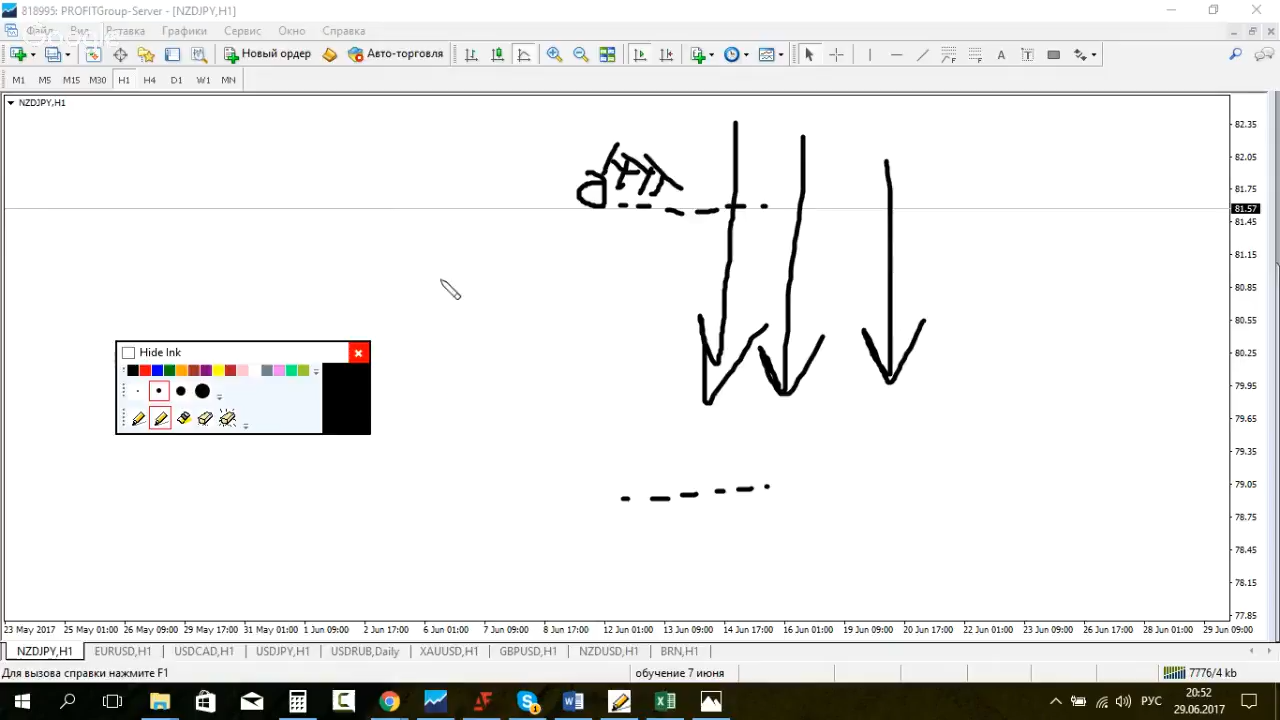 818995: PROFITGroup-Server - [NZDJPY,H1]
Файл Вид Вставка Графики Сервис Окно Справка
Новый ордер Авто-торговля
M1 M5 M15 M30 H1 H4 D1 W1 MN
NZDJPY,H1
82.35
82.05
81.75
81.57
81.45
81.15
80.85
80.55
80.25
79.95
79.65
79.35
79.05
78.75
78.45
78.15
77.85
Hide Ink
23 May 2017 25 May 01:00 26 May 09:00 29 May 17:00 31 May 01:00 1 Jun 09:00 2 Jun 17:00 6 Jun 01:00 7 Jun 09:00 8 Jun 17:00 12 Jun 01:00 13 Jun 09:00 14 Jun 17:00 16 Jun 01:00 19 Jun 09:00 20 Jun 17:00 22 Jun 01:00 23 Jun 09:00 26 Jun 17:00 28 Jun 01:00 29 Jun 09:00
NZDJPY,H1 EURUSD,H1 USDCAD,H1 USDJPY,H1 USDRUB,Daily XAUUSD,H1 GBPUSD,H1 NZDUSD,H1 BRN,H1
Для вызова справки нажмите F1 обучение 7 июня 7776/4 kb
РУС 20:52
29.06.2017